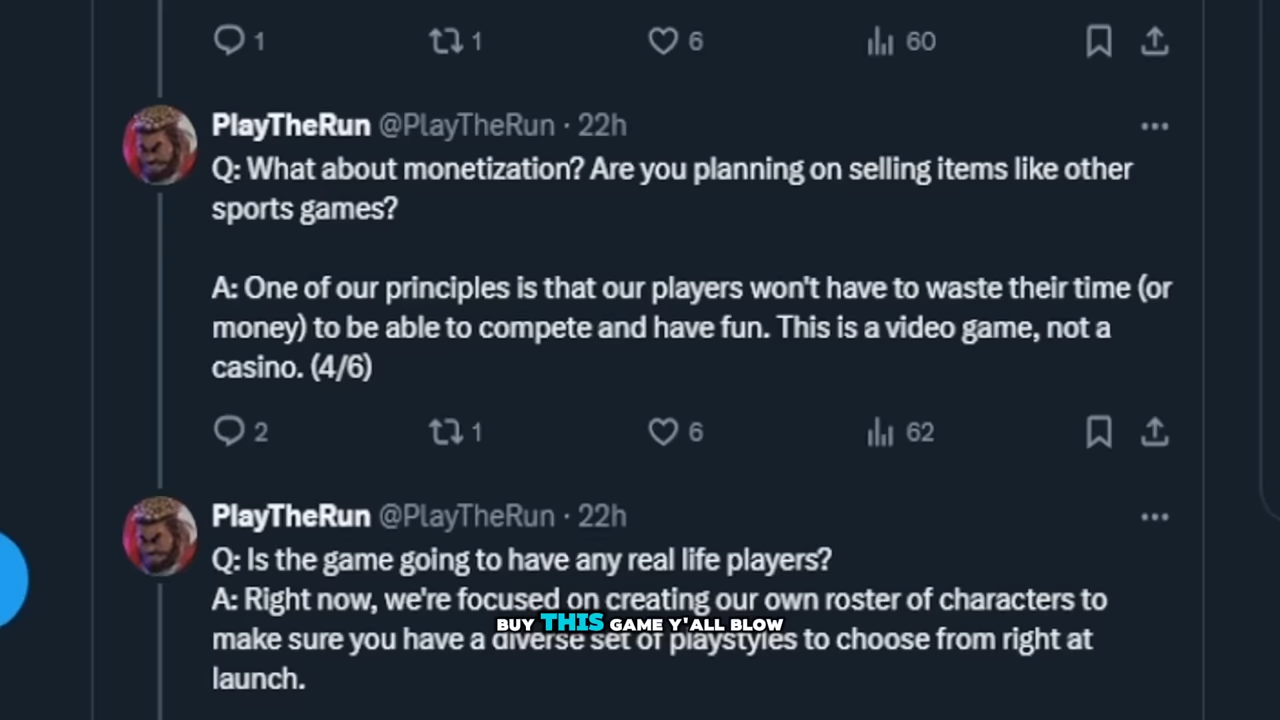 1 1 6 60
PlayTheRun @PlayTheRun · 22h
Q: What about monetization? Are you planning on selling items like other
sports games?
A: One of our principles is that our players won't have to waste their time (or
money) to be able to compete and have fun. This is a video game, not a
casino. (4/6)
2 1 6 62
PlayTheRun @PlayTheRun · 22h
Q: Is the game going to have any real life players?
A: Right now, we're focused on creating our own roster of characters to
BUY THIS GAME Y'ALL BLOW
make sure you have a diverse set of playstyles to choose from right at
launch.